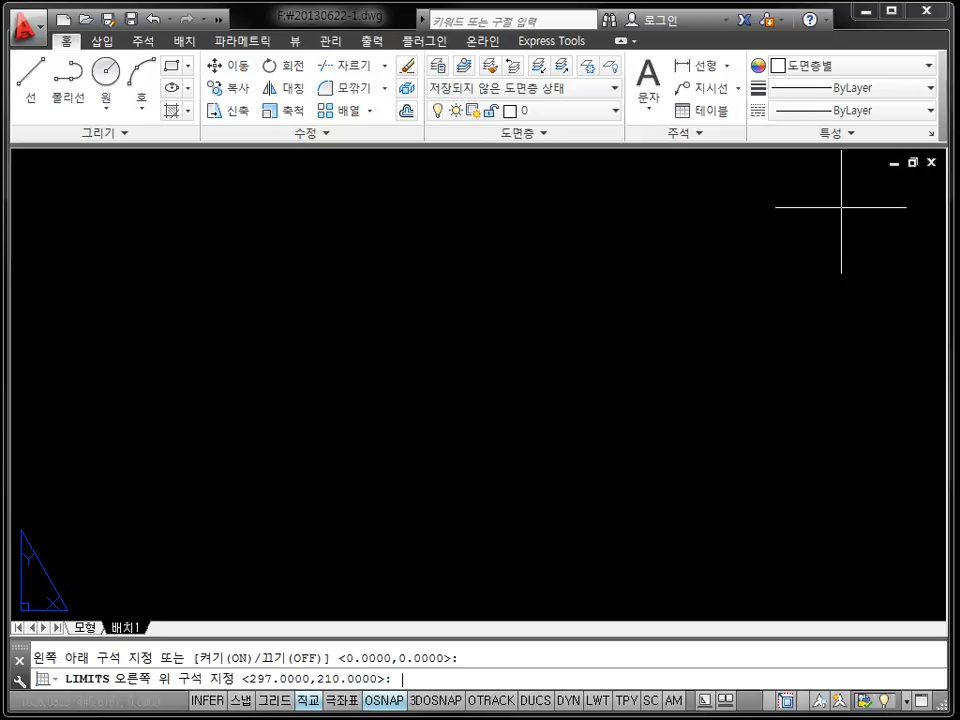 F:#20130622-1.dwg 키워드 또는 구절 입력 로그인
홈 삽입 주석 배치 파라메트릭 뷰 관리 출력 플러그인 온라인 Express Tools
선 폴리선 원 호
이동 회전 자르기
복사 대칭 모깎기
신축 축척 배열
저장되지 않은 도면층 상태
0
문자
선형
지시선
테이블
도면층별
ByLayer
ByLayer
그리기 수정 도면층 주석 특성
Y
X
모형 배치1
왼쪽 아래 구석 지정 또는 [켜기(ON)/끄기(OFF)] <0.0000,0.0000>:
LIMITS 오른쪽 위 구석 지정 <297.0000,210.0000>:
INFER 스냅 그리드 직교 극좌표 OSNAP 3DOSNAP OTRACK DUCS DYN LWT TPY SC AM